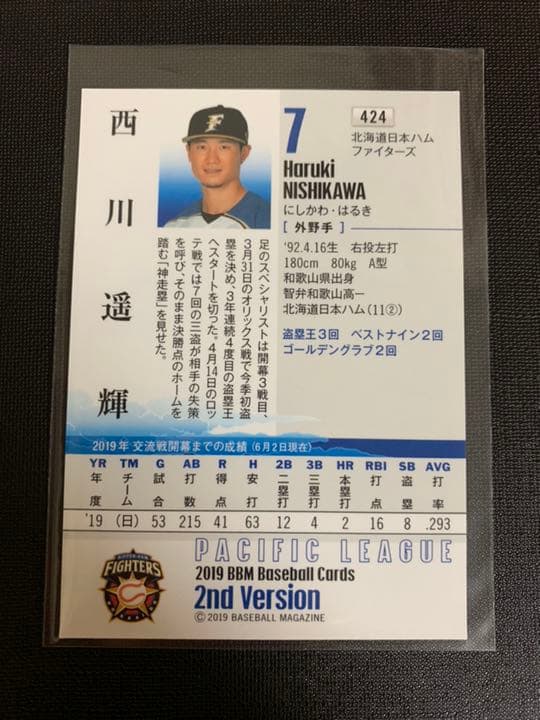 西川遥輝
7
424
北海道日本ハム
ファイターズ
Haruki
NISHIKAWA
にしかわ・はるき
[ 外野手 ]
'92.4.16生 右投左打
180cm 80kg A型
和歌山県出身
智弁和歌山高ー
北海道日本ハム(11②)
盗塁王3回 ベストナイン2回
ゴールデングラブ2回
足のスペシャリストは開幕3戦目、
3月31日のオリックス戦で今季初盗
塁を決め、3年連続4度目の盗塁王
へスタートを切った。4月14日のロッ
テ戦では7回の三盗が相手の失策
を呼び、そのまま決勝点のホームを
踏む「神走塁」を見せた。
2019年 交流戦開幕までの成績 (6月2日現在)
YR TM G AB R H 2B 3B HR RBI SB AVG
年度 チーム 試合 打数 得点 安打 二塁打 三塁打 本塁打 打点 盗塁 打率
'19 (日) 53 215 41 63 12 4 2 16 8 .293
PACIFIC LEAGUE
NIPPON-HAM
FIGHTERS
2019 BBM Baseball Cards
2nd Version
©2019 BASEBALL MAGAZINE